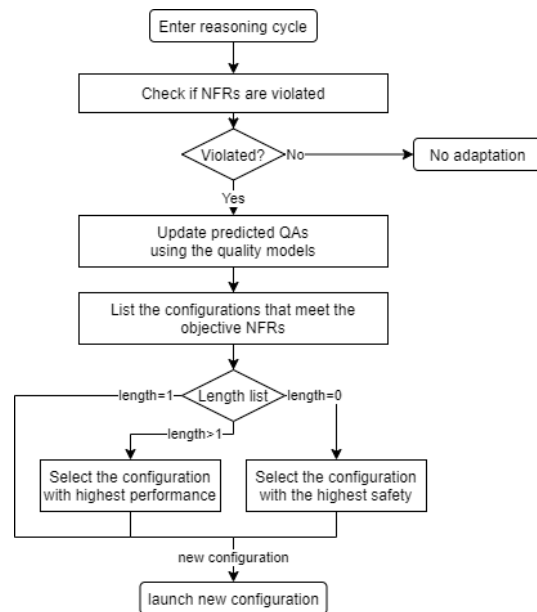 Enter reasoning cycle
Check if NFRs are violated
Violated?
No
No adaptation
Yes
Update predicted QAs
using the quality models
List the configurations that meet the
objective NFRs
length=1
Length list
length=0
length>1
Select the configuration
with highest performance
Select the configuration
with the highest safety
new configuration
launch new configuration